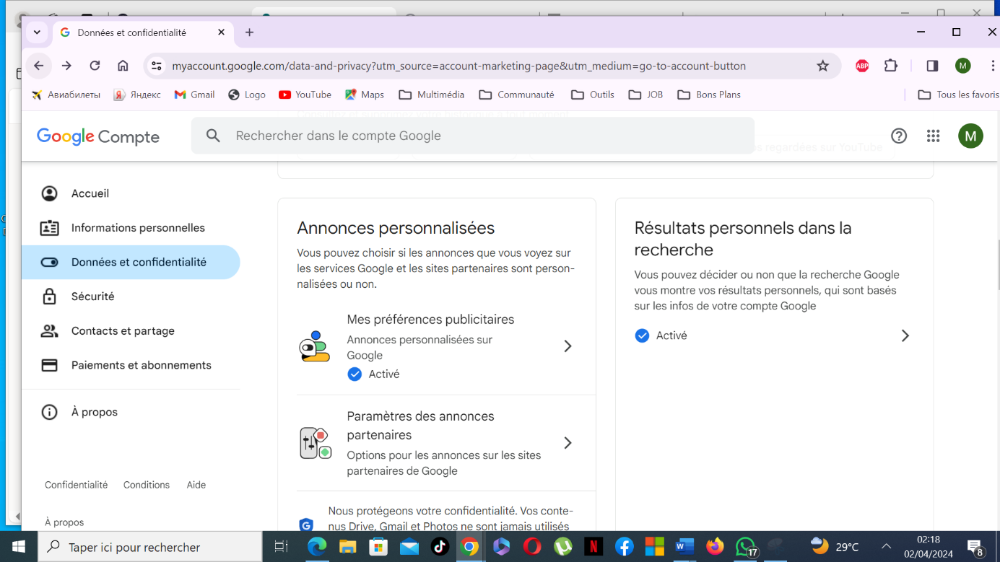 Données et confidentialité
myaccount.google.com/data-and-privacy?utm_source=account-marketing-page&utm_medium=go-to-account-button
ABP
M
Авиабилеты
Яндекс
Gmail
Logo
YouTube
Maps
Multimédia
Communauté
Outils
JOB
Bons Plans
Tous les favoris
Google Compte
Rechercher dans le compte Google
M
s regardées sur YouTube
Accueil
Informations personnelles
Données et confidentialité
Sécurité
Contacts et partage
Paiements et abonnements
À propos
Confidentialité
Conditions
Aide
À propos
Annonces personnalisées
Vous pouvez choisir si les annonces que vous voyez sur
les services Google et les sites partenaires sont person-
nalisées ou non.
Mes préférences publicitaires
Annonces personnalisées sur
Google
Activé
Paramètres des annonces
partenaires
Options pour les annonces sur les sites
partenaires de Google
Nous protégeons votre confidentialité. Vos conte-
nus Drive, Gmail et Photos ne sont jamais utilisés
Résultats personnels dans la
recherche
Vous pouvez décider ou non que la recherche Google
vous montre vos résultats personnels, qui sont basés
sur les infos de votre compte Google
Activé
Taper ici pour rechercher
17
29°C
02:18
02/04/2024
8